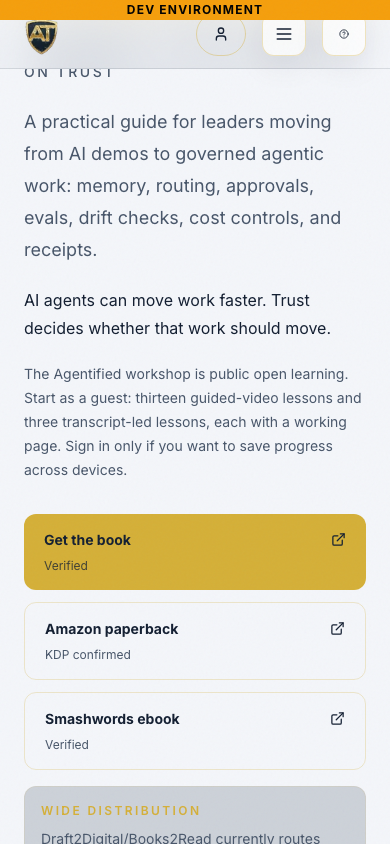 DEV ENVIRONMENT
AT
ON TRUST
A practical guide for leaders moving
from AI demos to governed agentic
work: memory, routing, approvals,
evals, drift checks, cost controls, and
receipts.
AI agents can move work faster. Trust
decides whether that work should move.
The Agentified workshop is public open learning.
Start as a guest: thirteen guided-video lessons and
three transcript-led lessons, each with a working
page. Sign in only if you want to save progress
across devices.
Get the book
Verified
Amazon paperback
KDP confirmed
Smashwords ebook
Verified
WIDE DISTRIBUTION
Draft2Digital/Books2Read currently routes